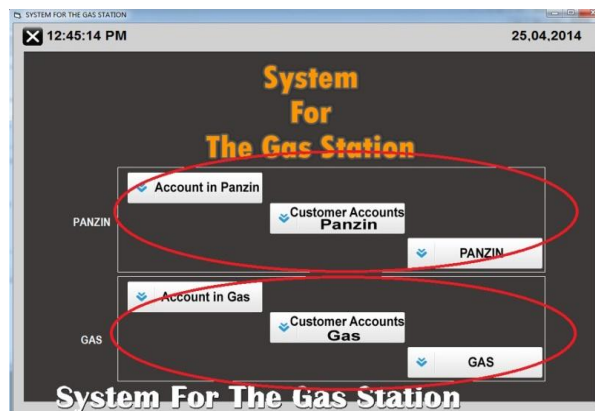 SYSTEM FOR THE GAS STATION
12:45:14 PM
25,04,2014
System
For
The Gas Station
Account in Panzin
PANZIN
Customer Accounts
Panzin
PANZIN
Account in Gas
GAS
Customer Accounts
Gas
GAS
System For The Gas Station